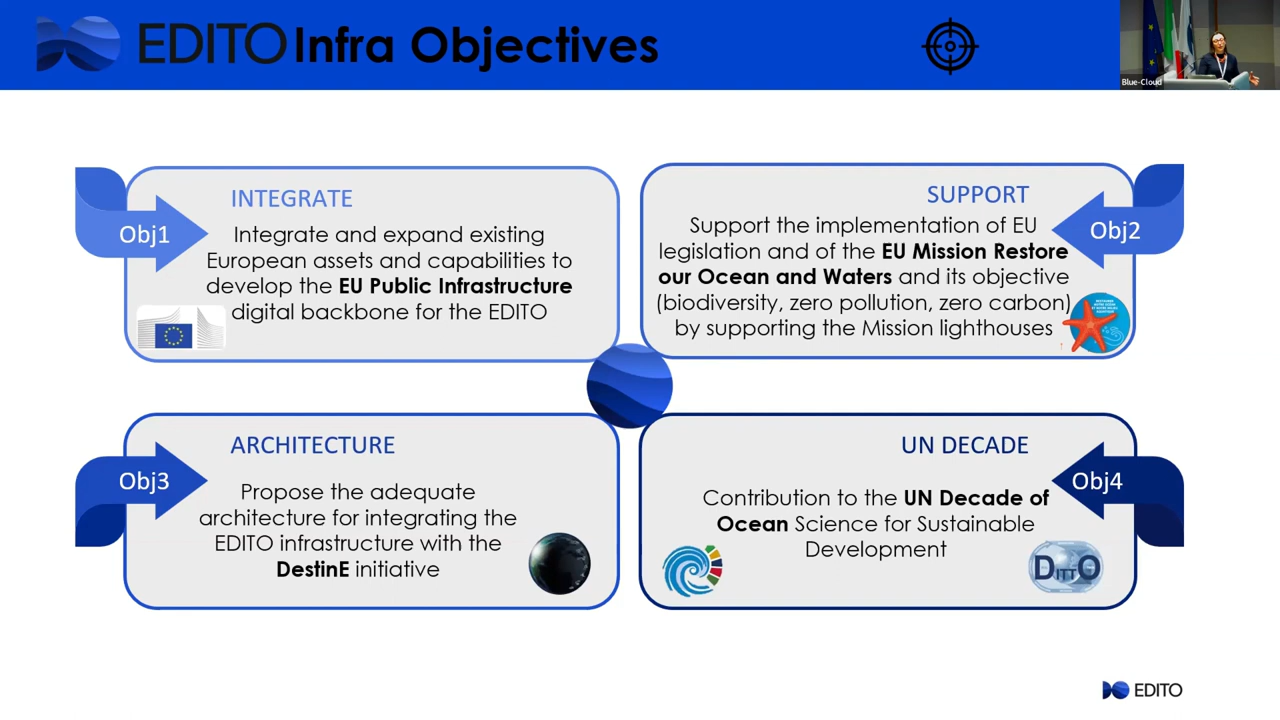 EDITO Infra Objectives
Blue-Cloud
Obj1
INTEGRATE
Integrate and expand existing
European assets and capabilities to
develop the EU Public Infrastructure
digital backbone for the EDITO
Obj2
SUPPORT
Support the implementation of EU
legislation and of the EU Mission Restore
our Ocean and Waters and its objective
(biodiversity, zero pollution, zero carbon)
by supporting the Mission lighthouses
Obj3
ARCHITECTURE
Propose the adequate
architecture for integrating the
EDITO infrastructure with the
DestinE initiative
Obj4
UN DECADE
Contribution to the UN Decade of
Ocean Science for Sustainable
Development
DITTO
EDITO